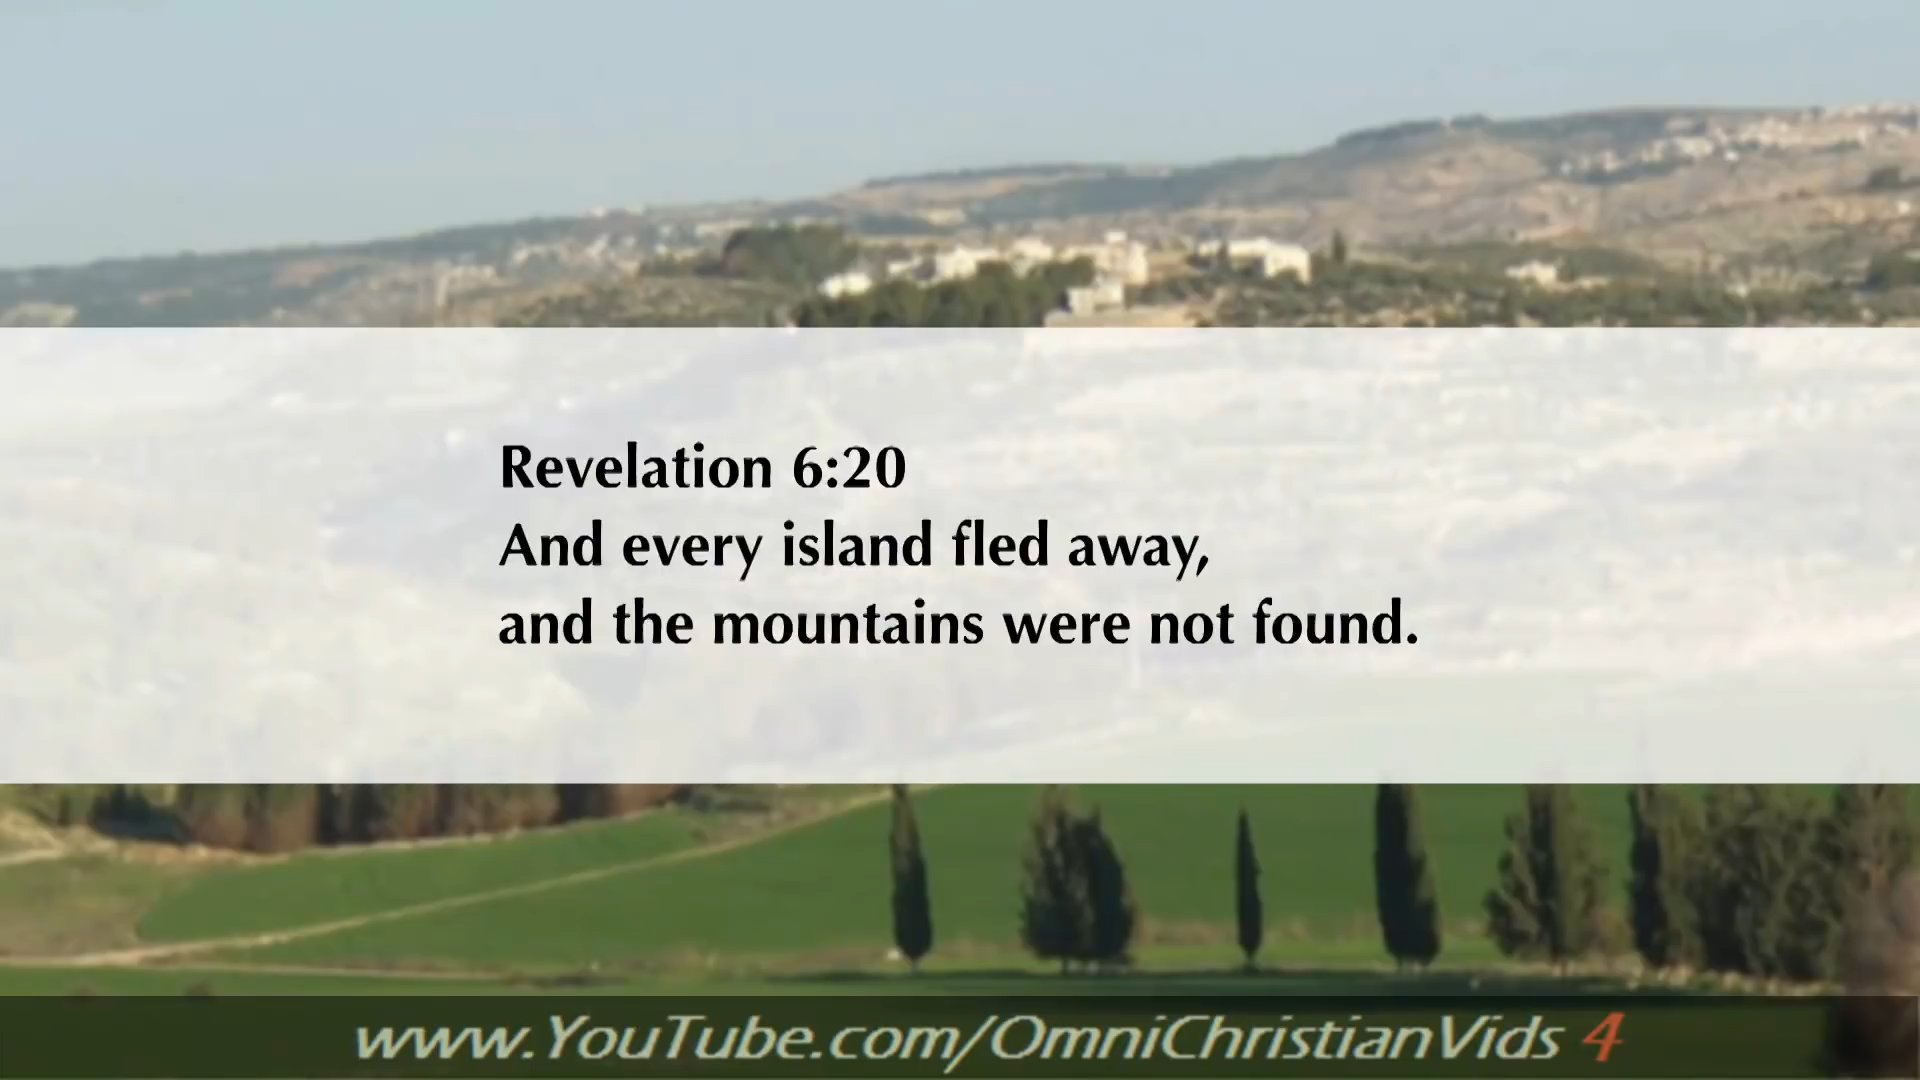 Revelation 6:20
And every island fled away,
and the mountains were not found.
www.YouTube.com/OmniChristianVids 4